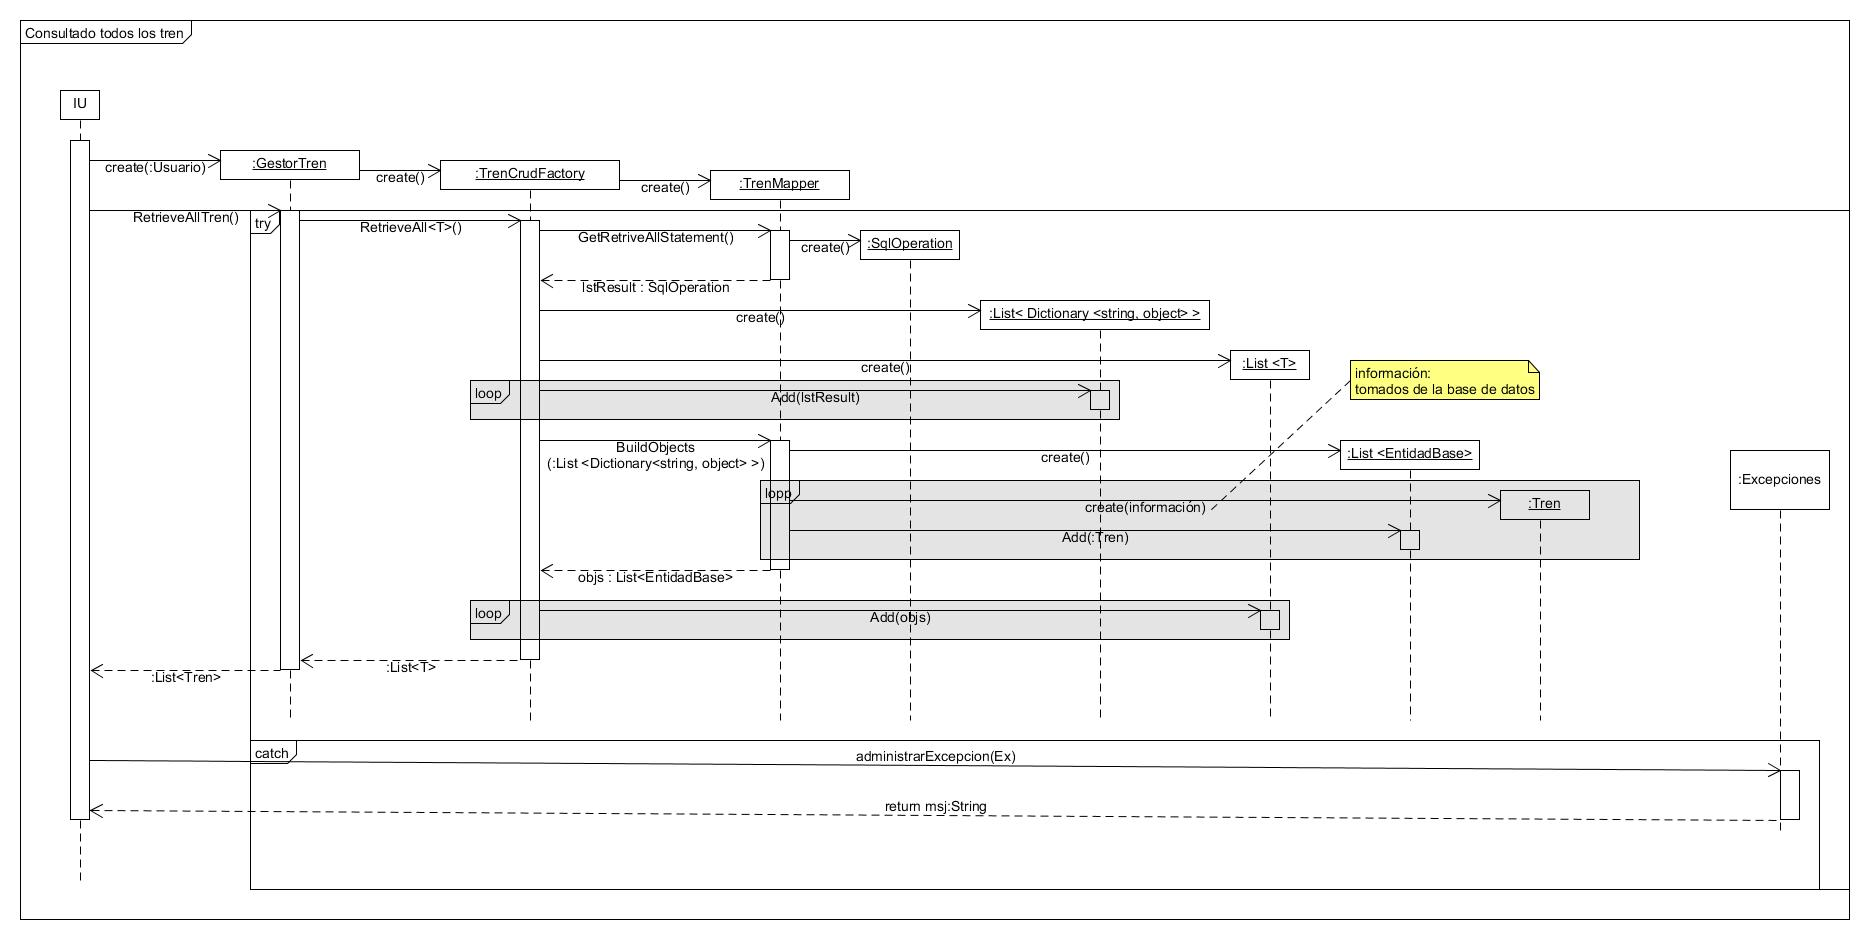 Consultado todos los tren
IU
create(:Usuario)
:GestorTren
create()
:TrenCrudFactory
create()
:TrenMapper
RetrieveAllTren()
try
RetrieveAll<T>()
GetRetriveAllStatement()
create()
:SqlOperation
lstResult : SqlOperation
create()
:List< Dictionary <string, object> >
create()
:List <T>
información:
tomados de la base de datos
loop
Add(lstResult)
BuildObjects
(:List <Dictionary<string, object> >)
create()
:List <EntidadBase>
:Excepciones
lopp
create(información)
:Tren
Add(:Tren)
objs : List<EntidadBase>
loop
Add(objs)
:List<T>
:List<Tren>
catch
administrarExcepcion(Ex)
return msj:String